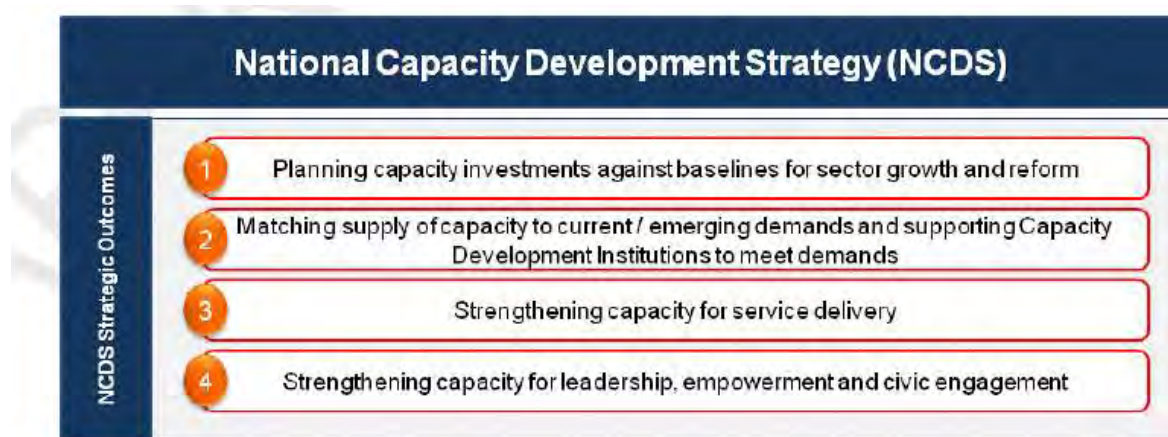 National Capacity Development Strategy (NCDS)
NCDS Strategic Outcomes
1
Planning capacity investments against baselines for sector growth and reform
2
Matching supply of capacity to current / emerging demands and supporting Capacity
Development Institutions to meet demands
3
Strengthening capacity for service delivery
4
Strengthening capacity for leadership, empowerment and civic engagement